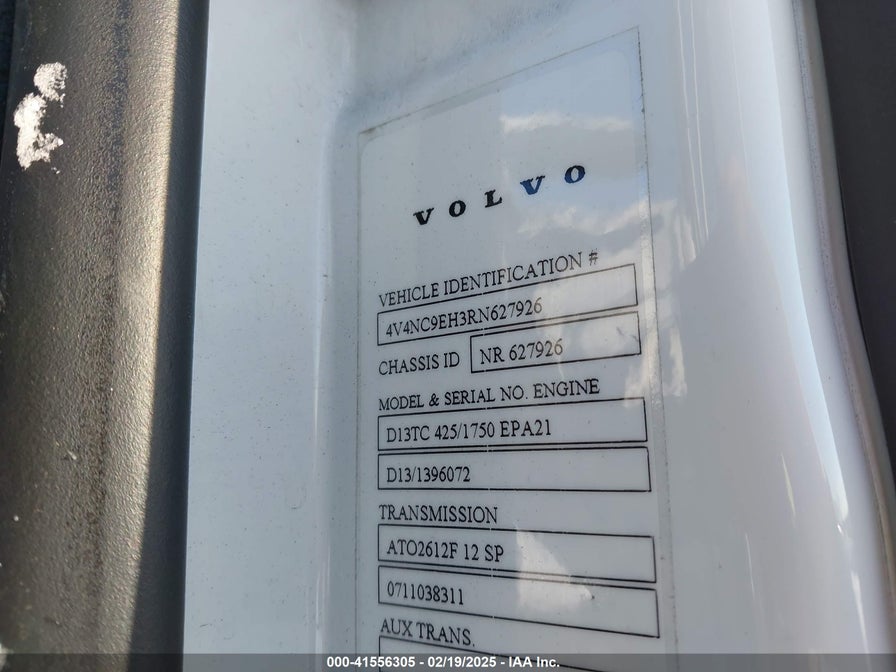 VOLVO
VEHICLE IDENTIFICATION #
4V4NC9EH3RN627926
CHASSIS ID NR 627926
MODEL & SERIAL NO. ENGINE
D13TC 425/1750 EPA21
D13/1396072
TRANSMISSION
ATO2612F 12 SP
0711038311
AUX TRANS.
000-41556305 - 02/19/2025 - IAA Inc.